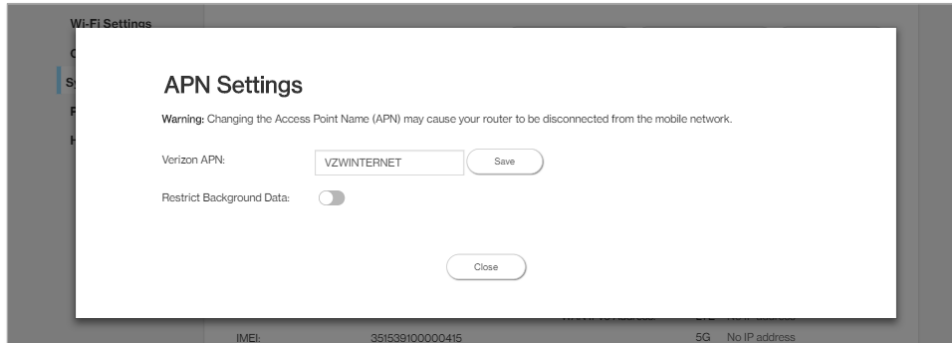 Wi-Fi Settings
APN Settings
Warning: Changing the Access Point Name (APN) may cause your router to be disconnected from the mobile network.
Verizon APN: VZWINTERNET Save
Restrict Background Data:
Close
IMEI: 351539100000415 5G No IP address